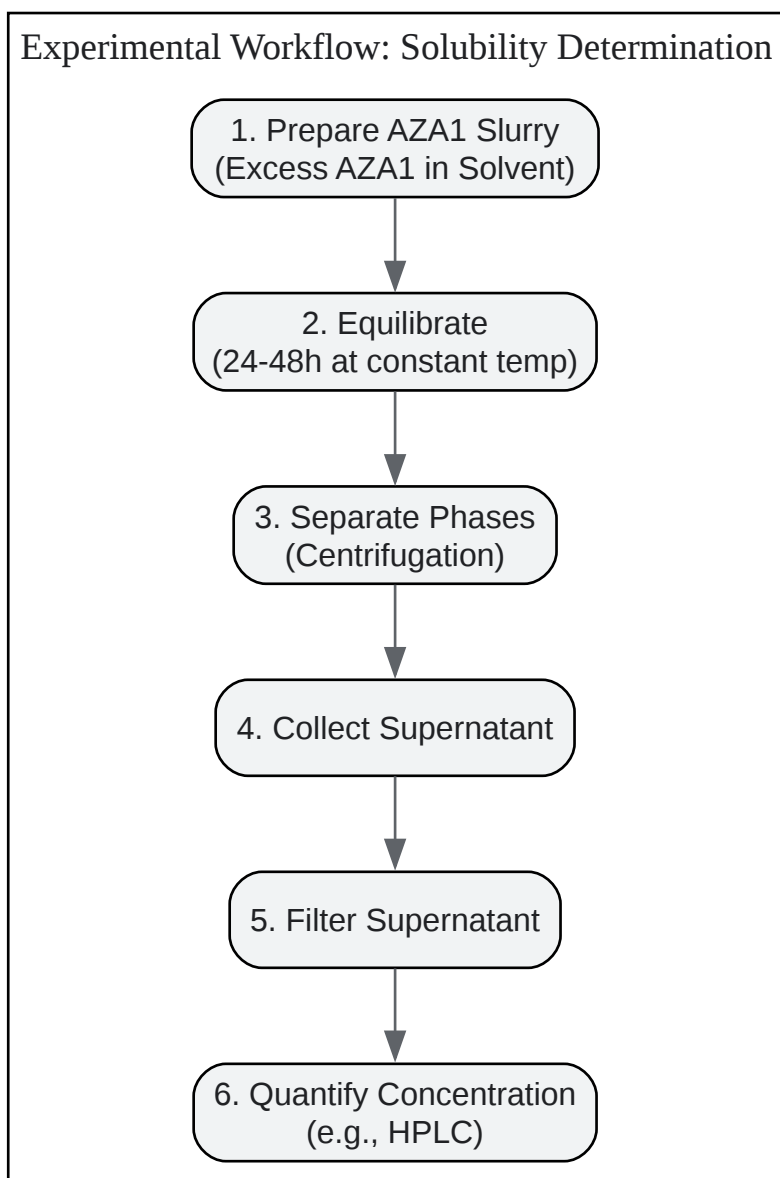 Experimental Workflow: Solubility Determination
1. Prepare AZA1 Slurry
(Excess AZA1 in Solvent)
2. Equilibrate
(24-48h at constant temp)
3. Separate Phases
(Centrifugation)
4. Collect Supernatant
5. Filter Supernatant
6. Quantify Concentration
(e.g., HPLC)